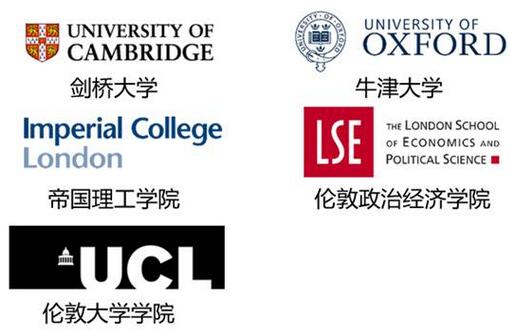 UNIVERSITY OF
CAMBRIDGE
剑桥大学
UNIVERSITY OF
OXFORD
牛津大学
Imperial College
London
帝国理工学院
LSE
THE LONDON SCHOOL
OF ECONOMICS AND
POLITICAL SCIENCE
伦敦政治经济学院
UCL
伦敦大学学院